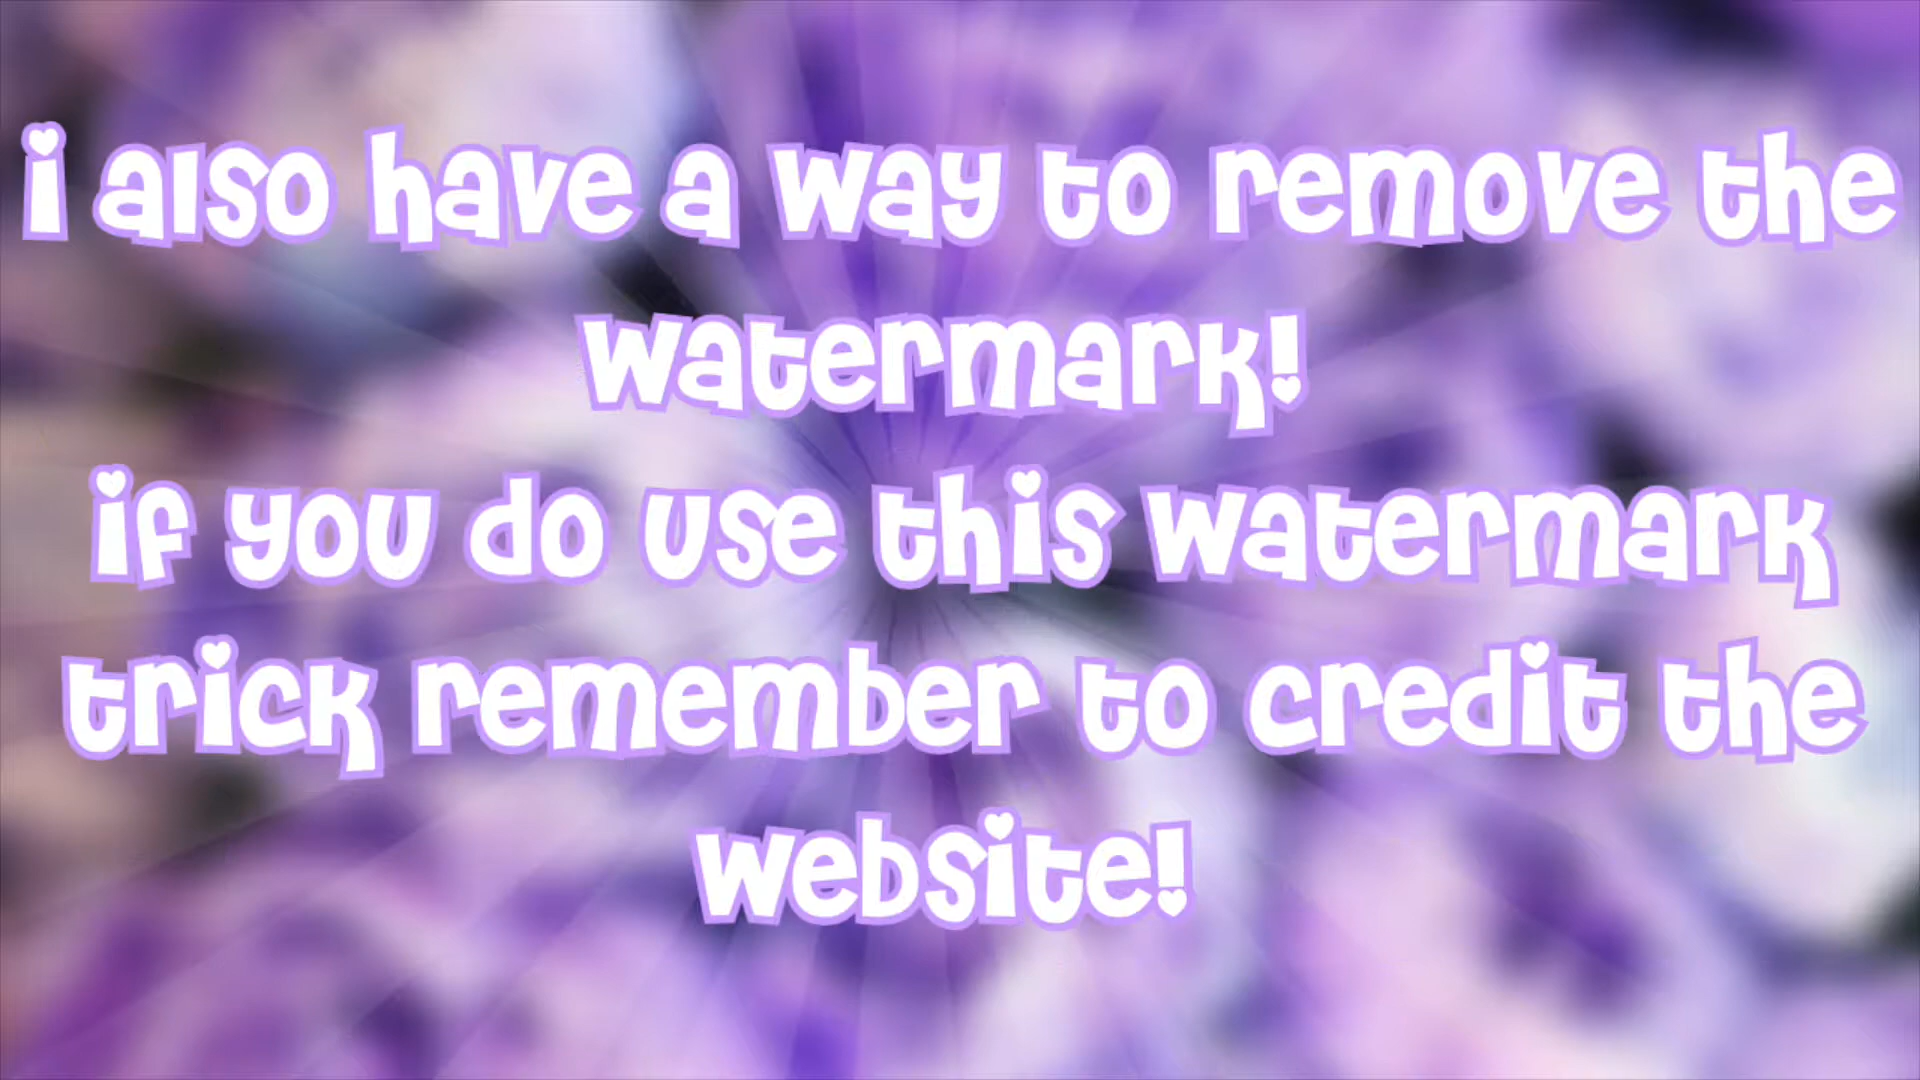 i also have a way to remove the
watermark!
if you do use this watermark
trick remember to credit the
website!